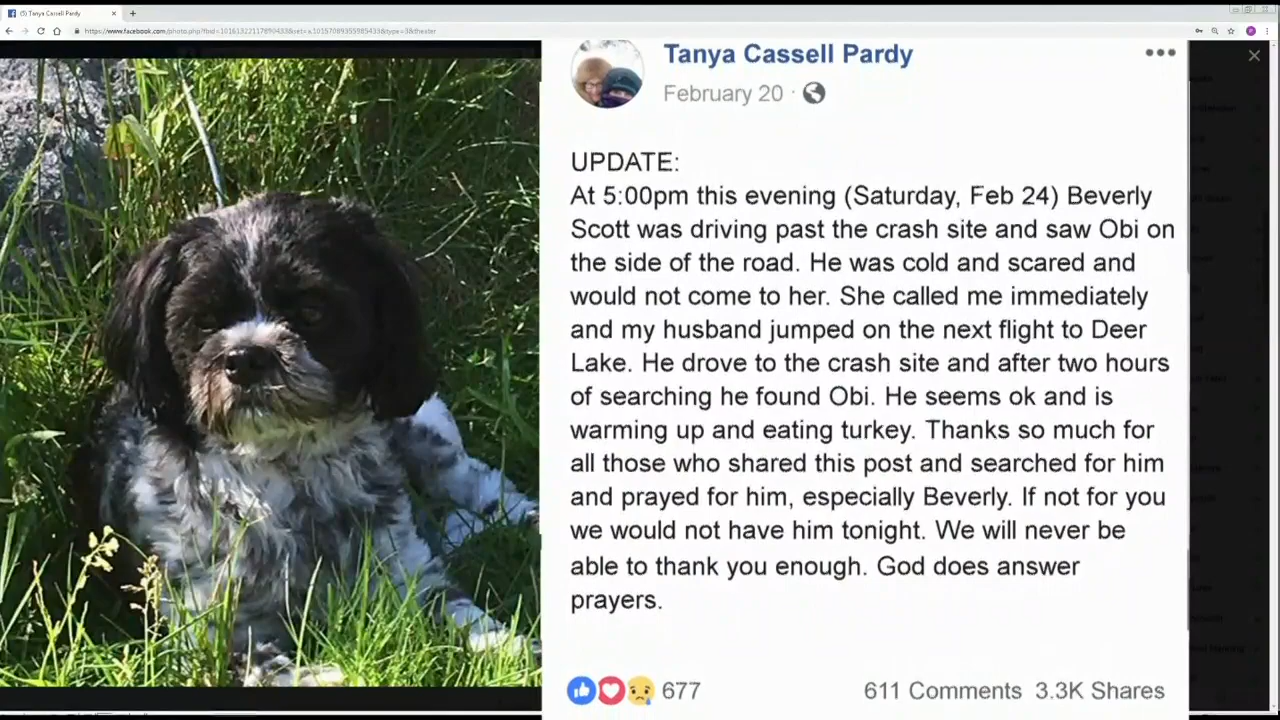 (5) Tanya Cassell Pardy
Tanya Cassell Pardy
February 20 ·
UPDATE:
At 5:00pm this evening (Saturday, Feb 24) Beverly
Scott was driving past the crash site and saw Obi on
the side of the road. He was cold and scared and
would not come to her. She called me immediately
and my husband jumped on the next flight to Deer
Lake. He drove to the crash site and after two hours
of searching he found Obi. He seems ok and is
warming up and eating turkey. Thanks so much for
all those who shared this post and searched for him
and prayed for him, especially Beverly. If not for you
we would not have him tonight. We will never be
able to thank you enough. God does answer
prayers.
677
611 Comments 3.3K Shares